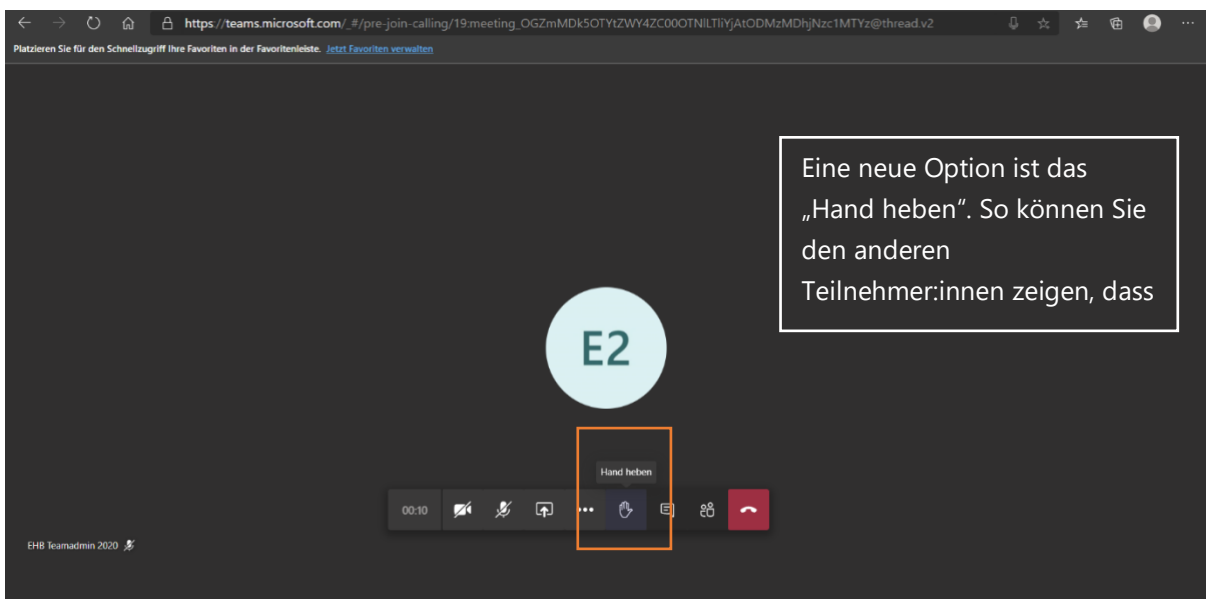 https://teams.microsoft.com/_#/pre-join-calling/19:meeting_OGZmMDk5OTYtZWY4ZC00OTNlLTliYjAtODMzMDhjNzc1MTYz@thread.v2
Platzieren Sie für den Schnellzugriff Ihre Favoriten in der Favoritenleiste. Jetzt Favoriten verwalten
Eine neue Option ist das
„Hand heben“. So können Sie
den anderen
Teilnehmer:innen zeigen, dass
E2
Hand heben
00:10
EHB Teamadmin 2020